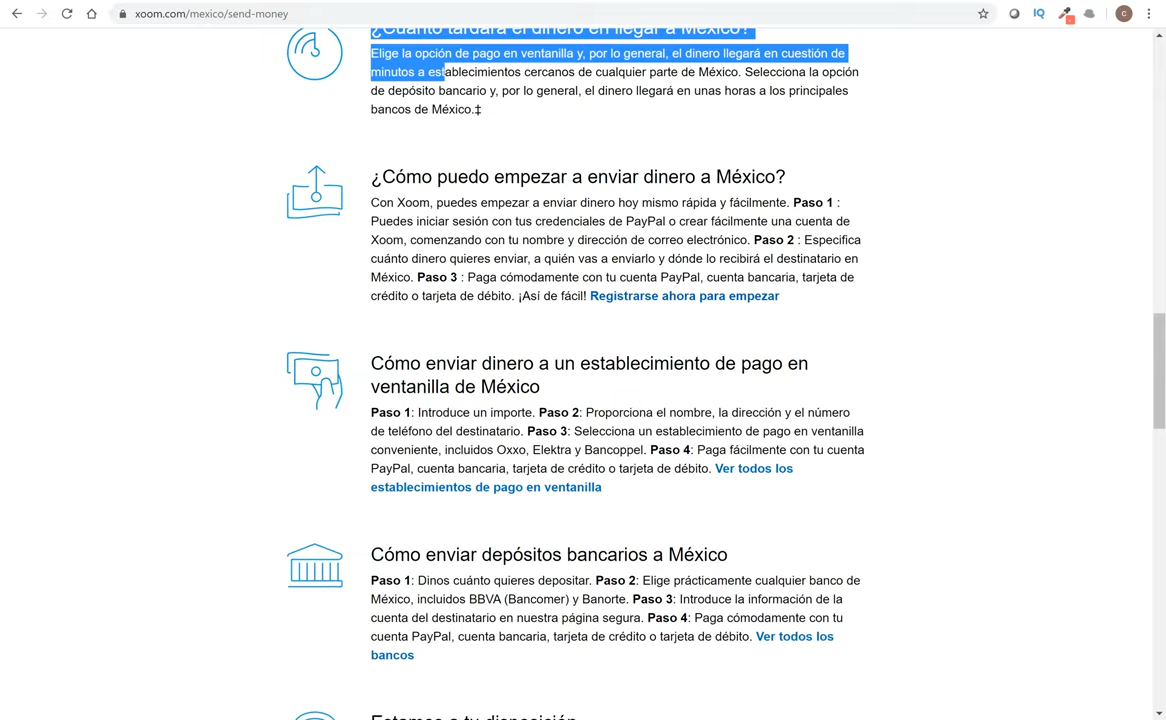 xoom.com/mexico/send-money
IQ
C
¿Cuánto tardará el dinero en llegar a México?
Elige la opción de pago en ventanilla y, por lo general, el dinero llegará en cuestión de
minutos a establecimientos cercanos de cualquier parte de México. Selecciona la opción
de depósito bancario y, por lo general, el dinero llegará en unas horas a los principales
bancos de México.‡
¿Cómo puedo empezar a enviar dinero a México?
Con Xoom, puedes empezar a enviar dinero hoy mismo rápida y fácilmente. Paso 1 :
Puedes iniciar sesión con tus credenciales de PayPal o crear fácilmente una cuenta de
Xoom, comenzando con tu nombre y dirección de correo electrónico. Paso 2 : Especifica
cuánto dinero quieres enviar, a quién vas a enviarlo y dónde lo recibirá el destinatario en
México. Paso 3 : Paga cómodamente con tu cuenta PayPal, cuenta bancaria, tarjeta de
crédito o tarjeta de débito. ¡Así de fácil! Registrarse ahora para empezar
Cómo enviar dinero a un establecimiento de pago en
ventanilla de México
Paso 1: Introduce un importe. Paso 2: Proporciona el nombre, la dirección y el número
de teléfono del destinatario. Paso 3: Selecciona un establecimiento de pago en ventanilla
conveniente, incluidos Oxxo, Elektra y Bancoppel. Paso 4: Paga fácilmente con tu cuenta
PayPal, cuenta bancaria, tarjeta de crédito o tarjeta de débito. Ver todos los
establecimientos de pago en ventanilla
Cómo enviar depósitos bancarios a México
Paso 1: Dinos cuánto quieres depositar. Paso 2: Elige prácticamente cualquier banco de
México, incluidos BBVA (Bancomer) y Banorte. Paso 3: Introduce la información de la
cuenta del destinatario en nuestra página segura. Paso 4: Paga cómodamente con tu
cuenta PayPal, cuenta bancaria, tarjeta de crédito o tarjeta de débito. Ver todos los
bancos
Estamos a tu disposición